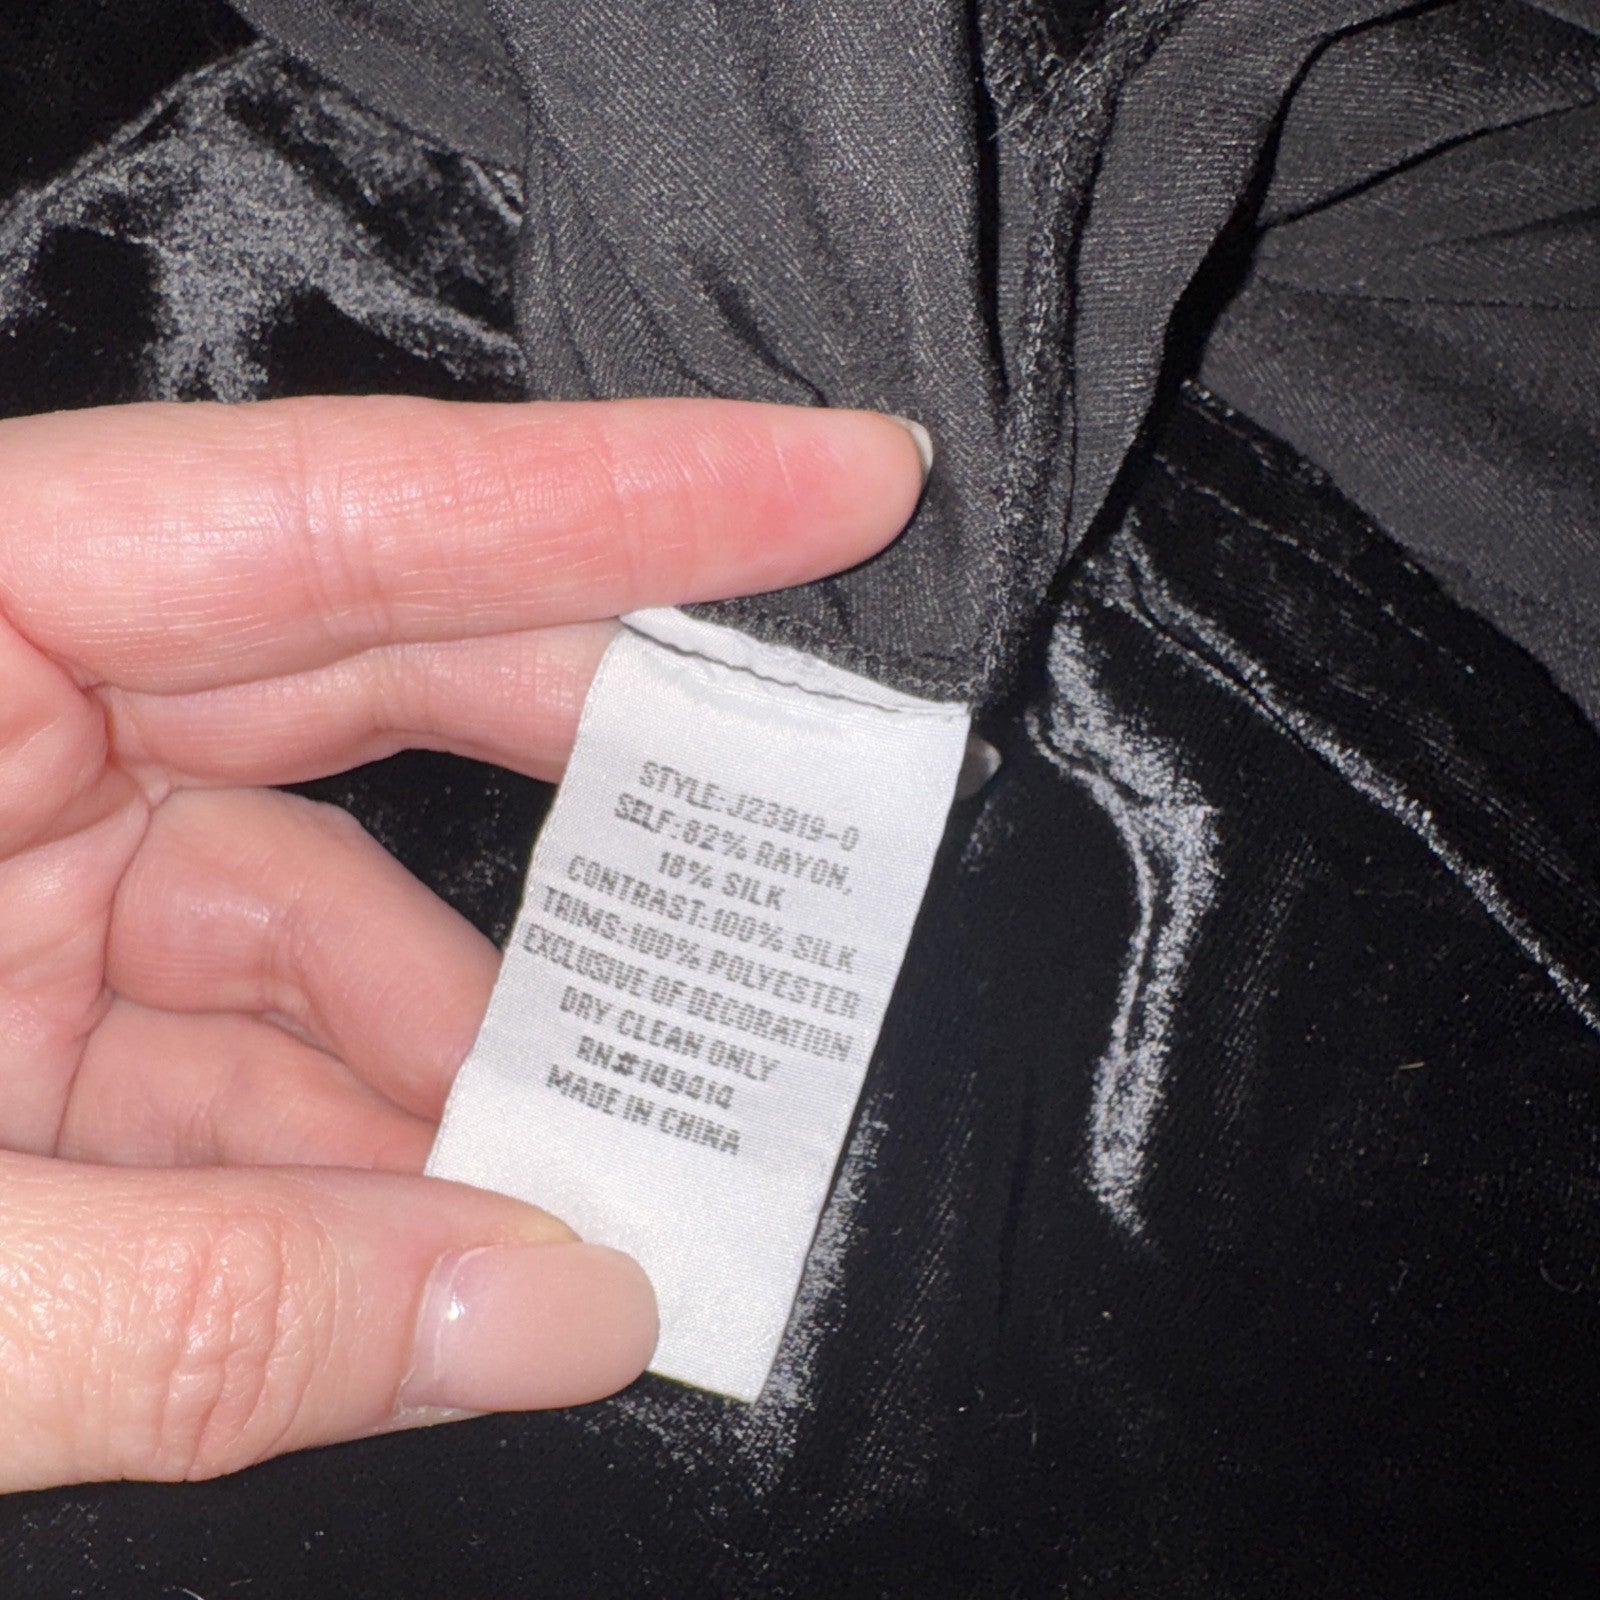 STYLE:J23919-0
SELF:82% RAYON,
18% SILK
CONTRAST:100% SILK
TRIMS:100% POLYESTER
EXCLUSIVE OF DECORATION
DRY CLEAN ONLY
RN#149414
MADE IN CHINA